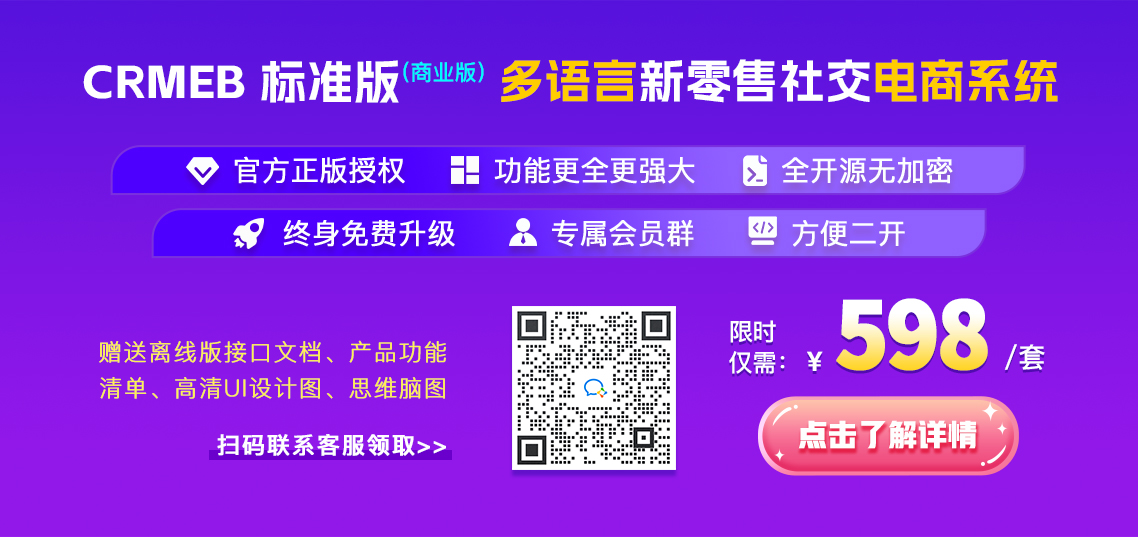 CRMEB 标准版(商业版) 多语言新零售社交电商系统
官方正版授权 功能更全更强大 全开源无加密
终身免费升级 专属会员群 方便二开
赠送离线版接口文档、产品功能
清单、高清UI设计图、思维脑图
扫码联系客服领取>>
限时
仅需：¥ 598 /套
点击了解详情